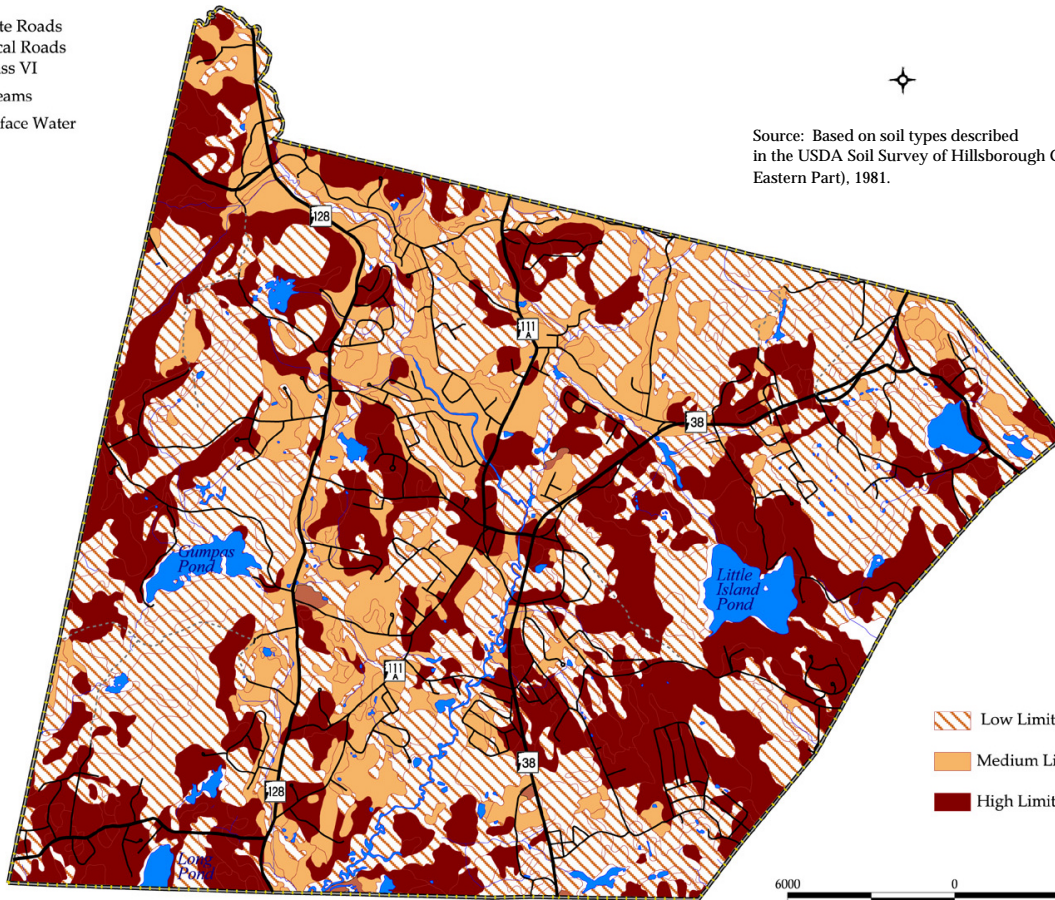 te Roads
cal Roads
ss VI
eams
face Water
Source: Based on soil types described
in the USDA Soil Survey of Hillsborough C
Eastern Part), 1981.
128
111
A
38
Gumpas
Pond
Little
Island
Pond
111
A
38
128
Long
Pond
Low Limit
Medium Li
High Limit
6000
0